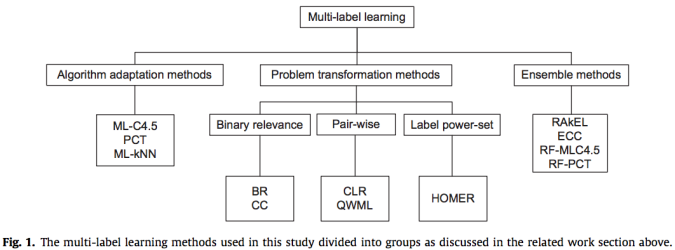 Multi-label learning
Algorithm adaptation methods
Problem transformation methods
Ensemble methods
ML-C4.5
PCT
ML-kNN
Binary relevance
Pair-wise
Label power-set
RAkEL
ECC
RF-MLC4.5
RF-PCT
BR
CC
CLR
QWML
HOMER
Fig. 1. The multi-label learning methods used in this study divided into groups as discussed in the related work section above.